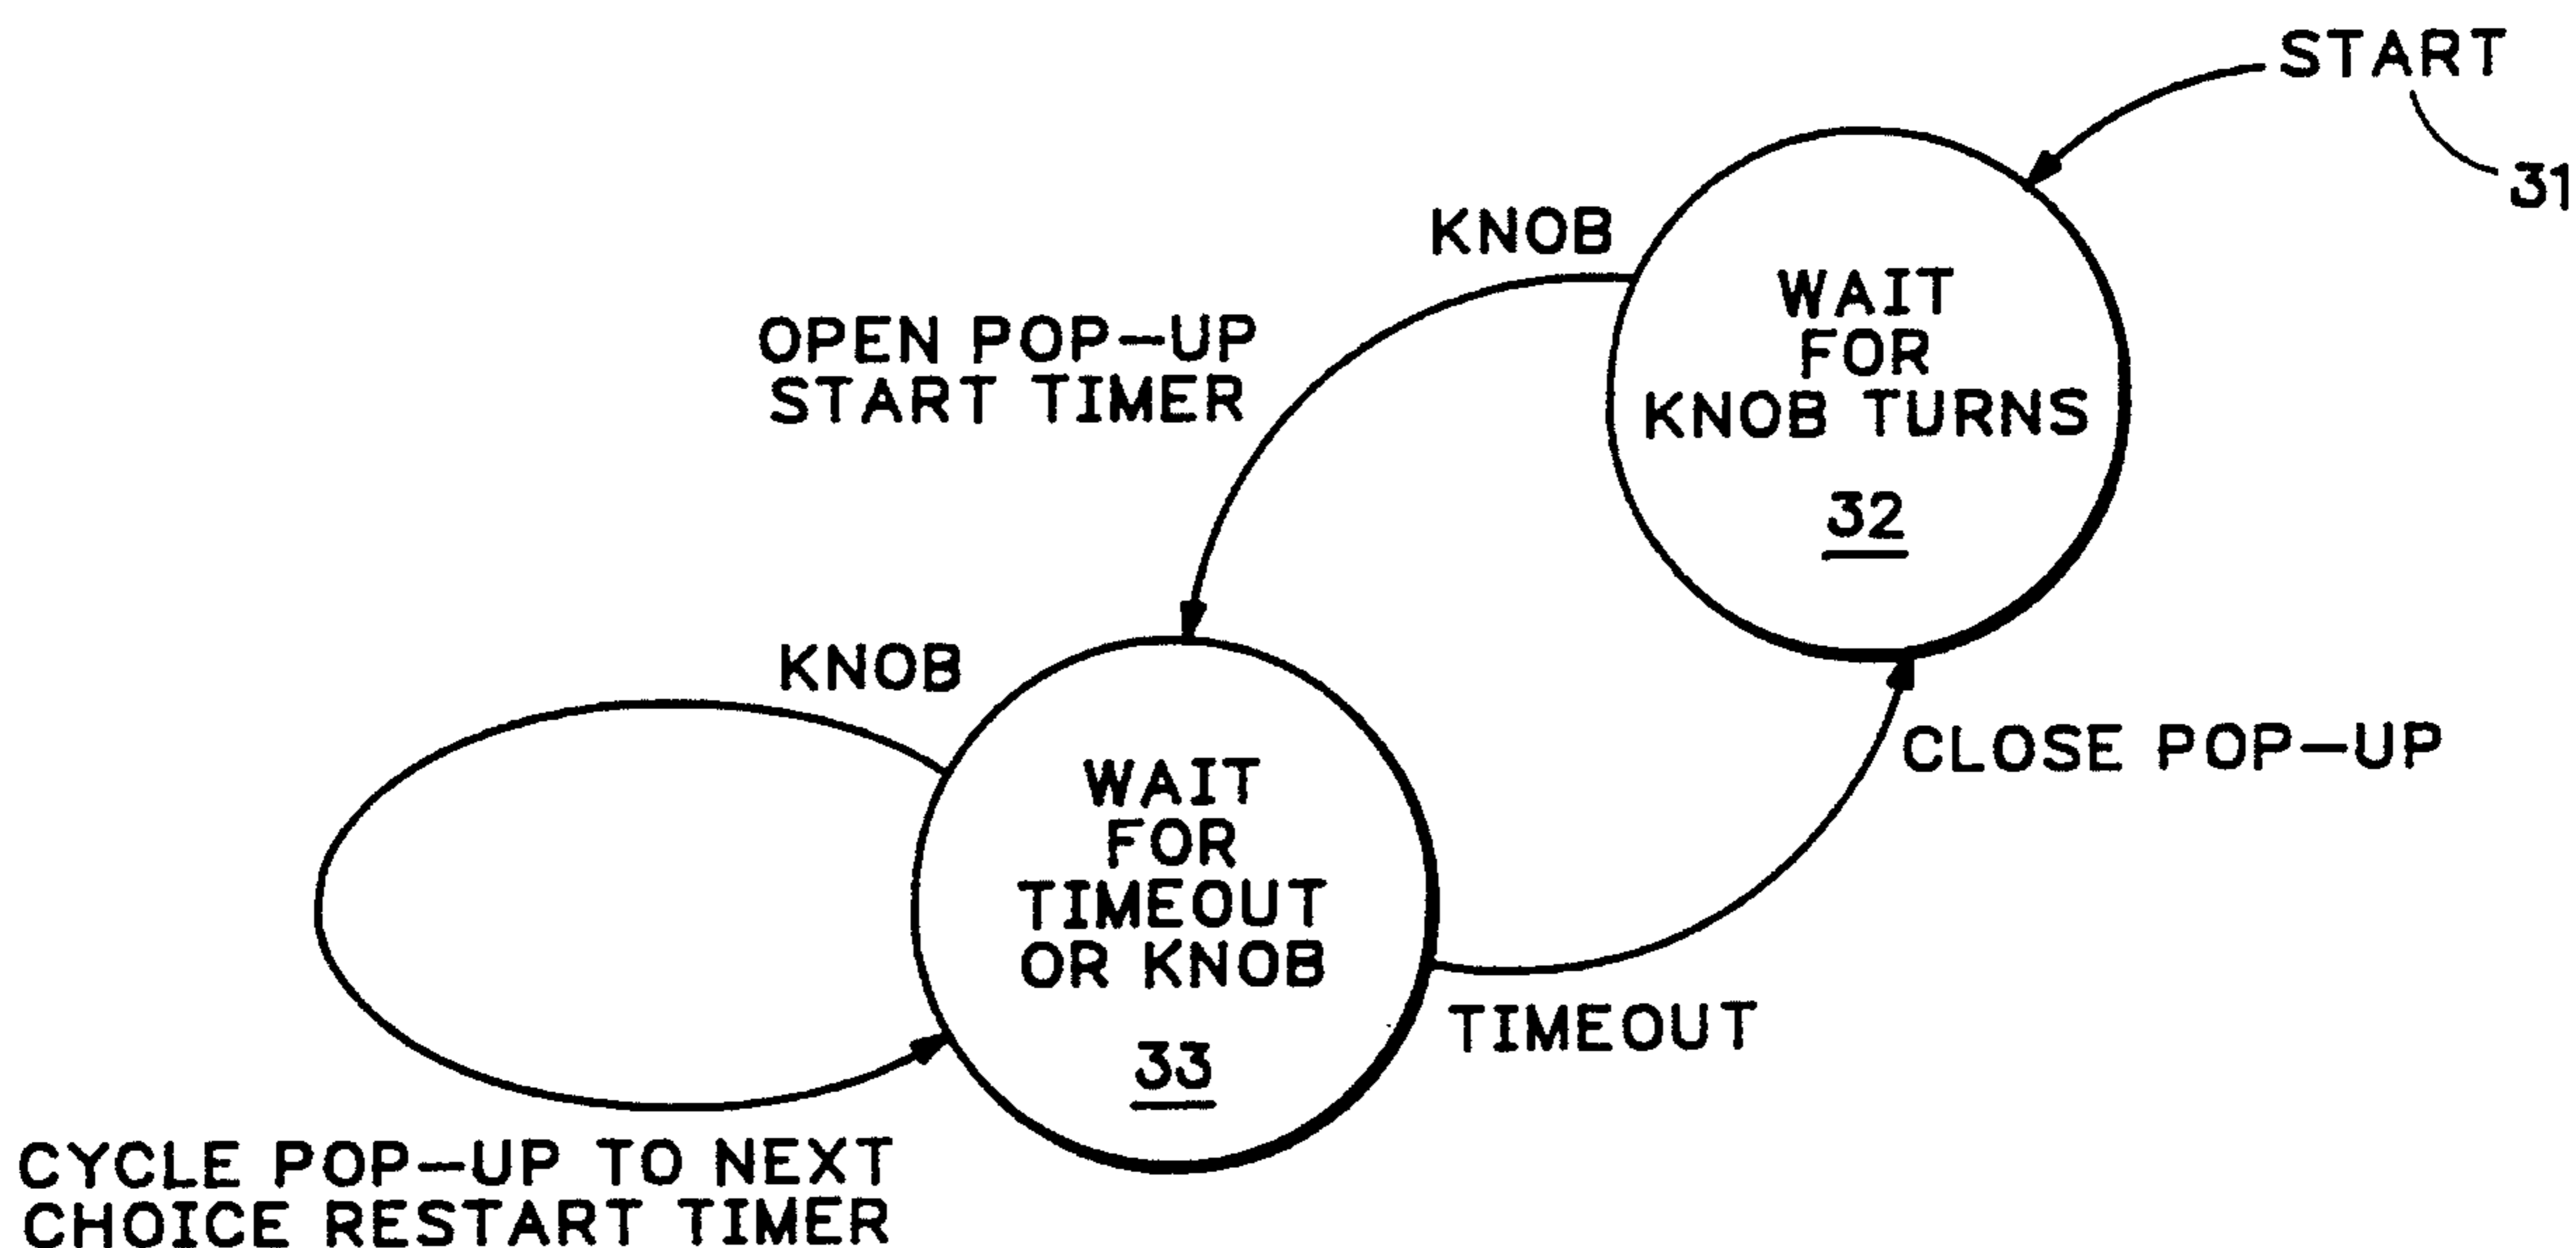 START
31
KNOB
WAIT
FOR
KNOB TURNS
32
OPEN POP-UP
START TIMER
KNOB
WAIT
FOR
TIMEOUT
OR KNOB
33
CLOSE POP-UP
TIMEOUT
CYCLE POP-UP TO NEXT
CHOICE RESTART TIMER